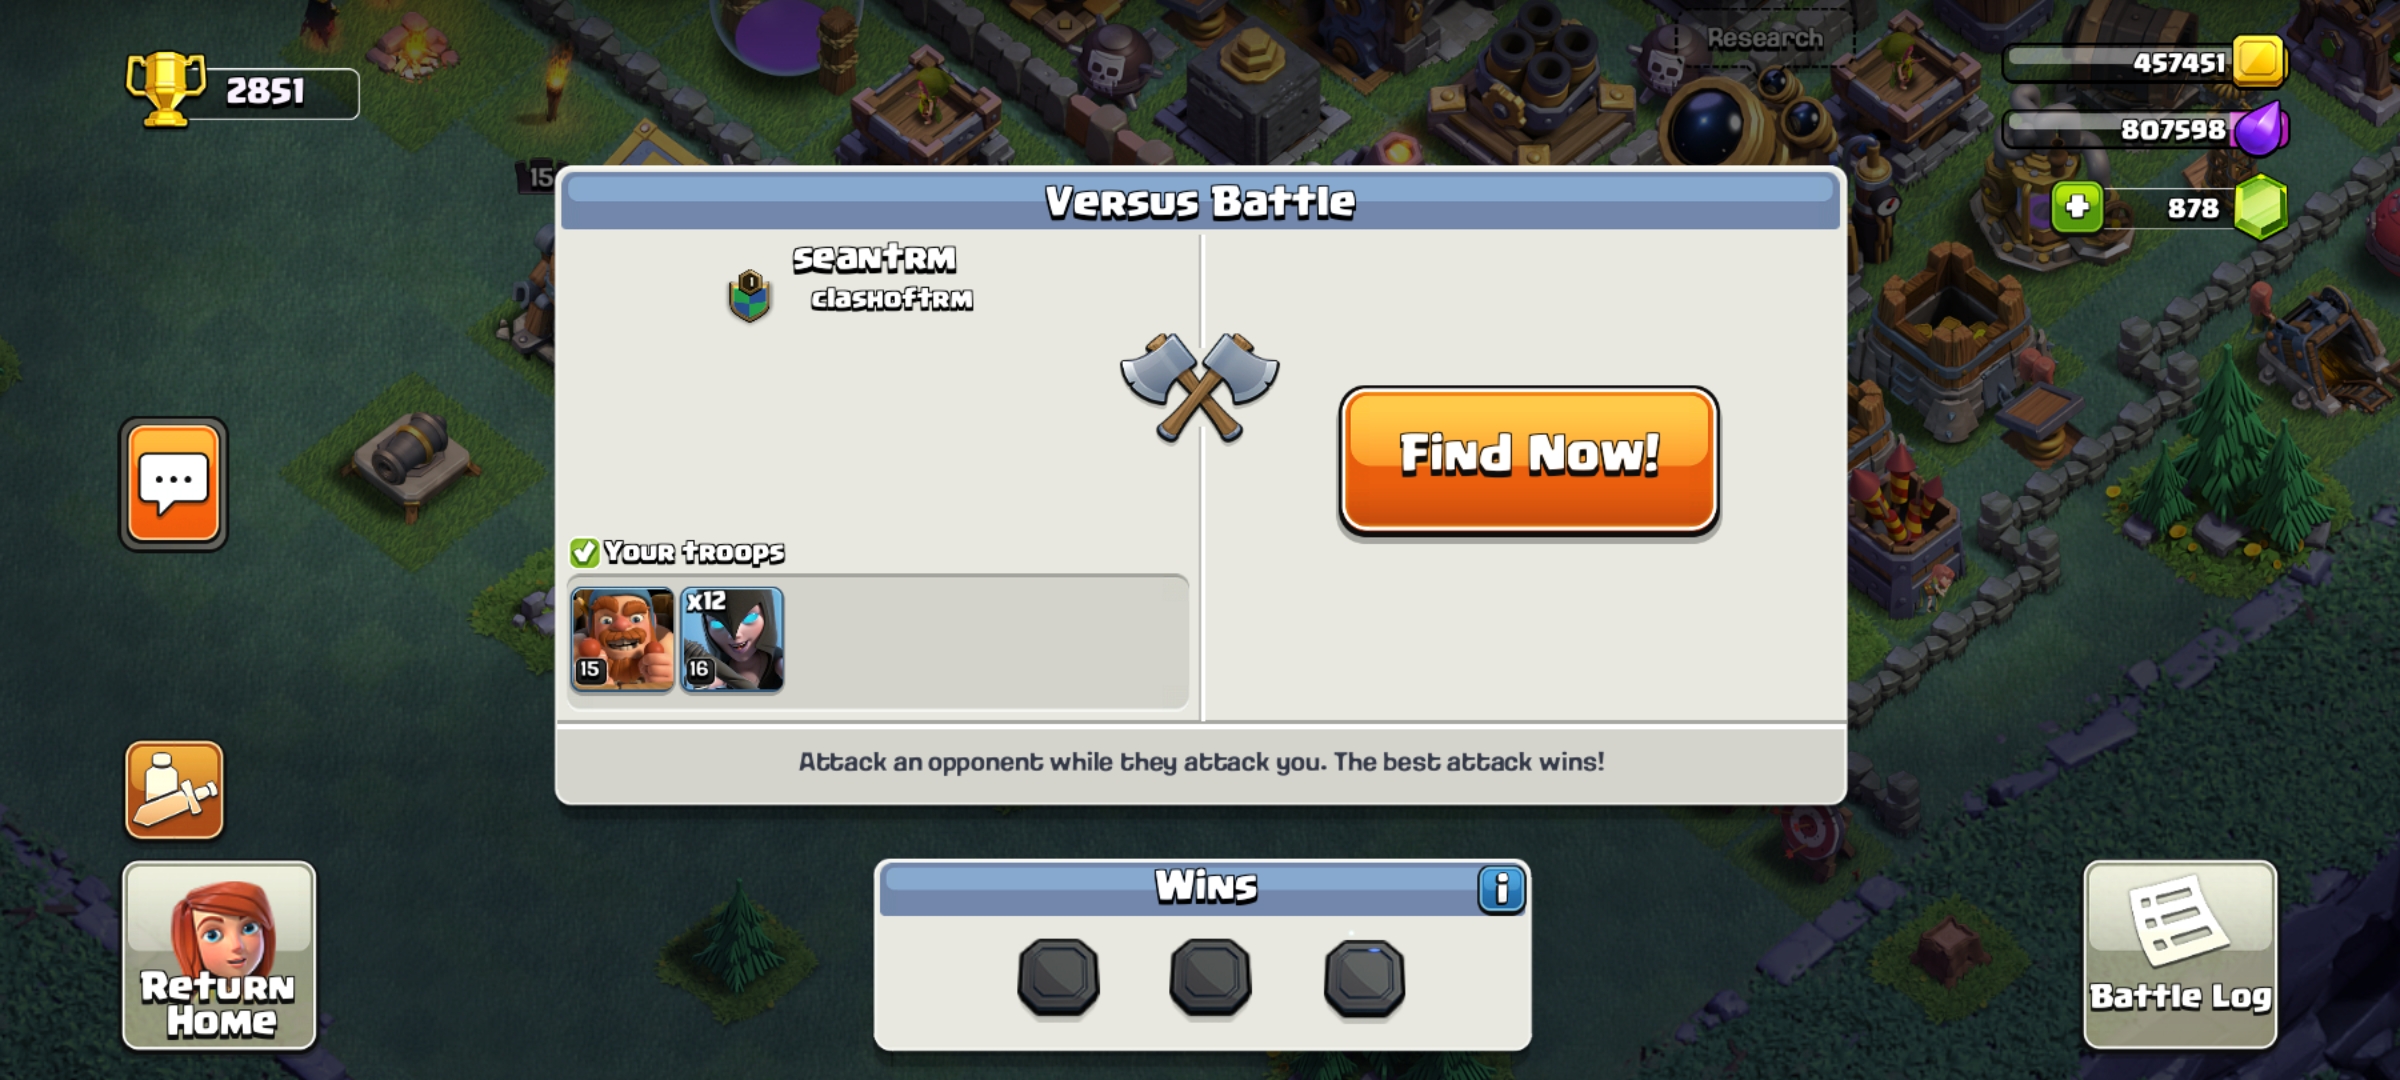 2851
Research
457451
807598
878
15
Versus Battle
seantrm
clashoftrm
Find Now!
Your troops
15
x12
16
Attack an opponent while they attack you. The best attack wins!
Wins
i
Return
Home
Battle Log